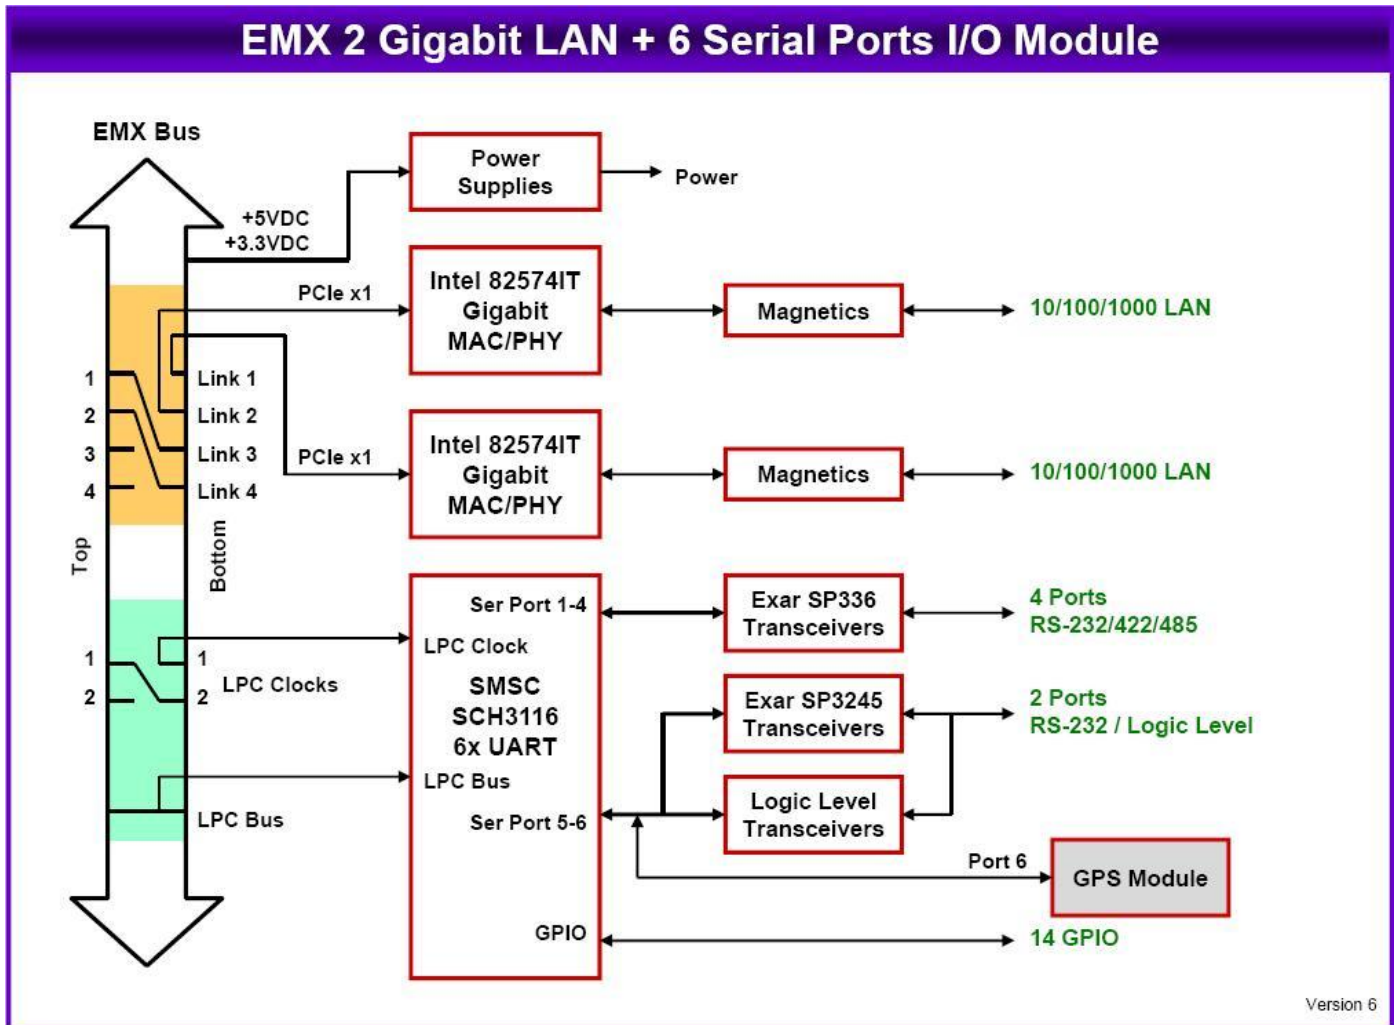 EMX 2 Gigabit LAN + 6 Serial Ports I/O Module
EMX Bus
+5VDC
+3.3VDC
Power
Supplies
Power
PCIe x1
Intel 82574IT
Gigabit
MAC/PHY
Magnetics
10/100/1000 LAN
1
2
3
4
Link 1
Link 2
Link 3
Link 4
PCIe x1
Intel 82574IT
Gigabit
MAC/PHY
Magnetics
10/100/1000 LAN
Top
Bottom
1
2
1
2
LPC Clocks
LPC Bus
Ser Port 1-4
LPC Clock
SMSC
SCH3116
6x UART
LPC Bus
Ser Port 5-6
GPIO
Exar SP336
Transceivers
4 Ports
RS-232/422/485
Exar SP3245
Transceivers
2 Ports
RS-232 / Logic Level
Logic Level
Transceivers
Port 6
GPS Module
14 GPIO
Version 6